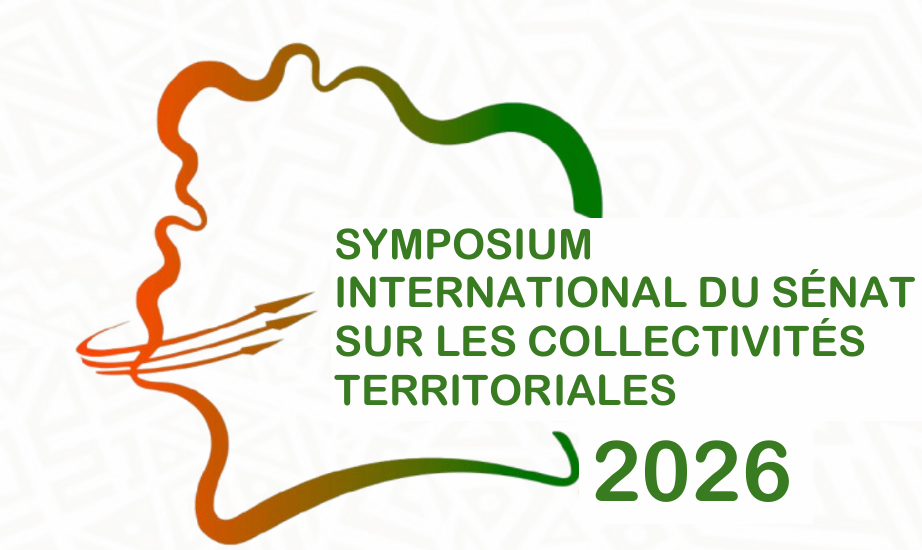 SYMPOSIUM
INTERNATIONAL DU SÉNAT
SUR LES COLLECTIVITÉS
TERRITORIALES
2026